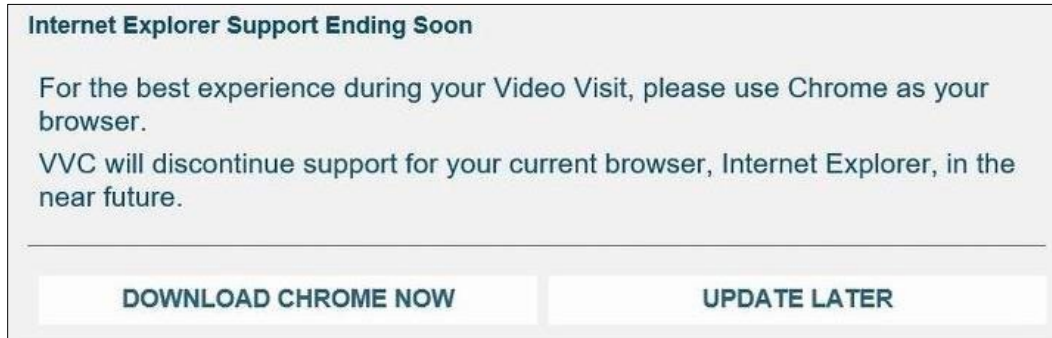 Internet Explorer Support Ending Soon
For the best experience during your Video Visit, please use Chrome as your
browser.
VVC will discontinue support for your current browser, Internet Explorer, in the
near future.
DOWNLOAD CHROME NOW
UPDATE LATER